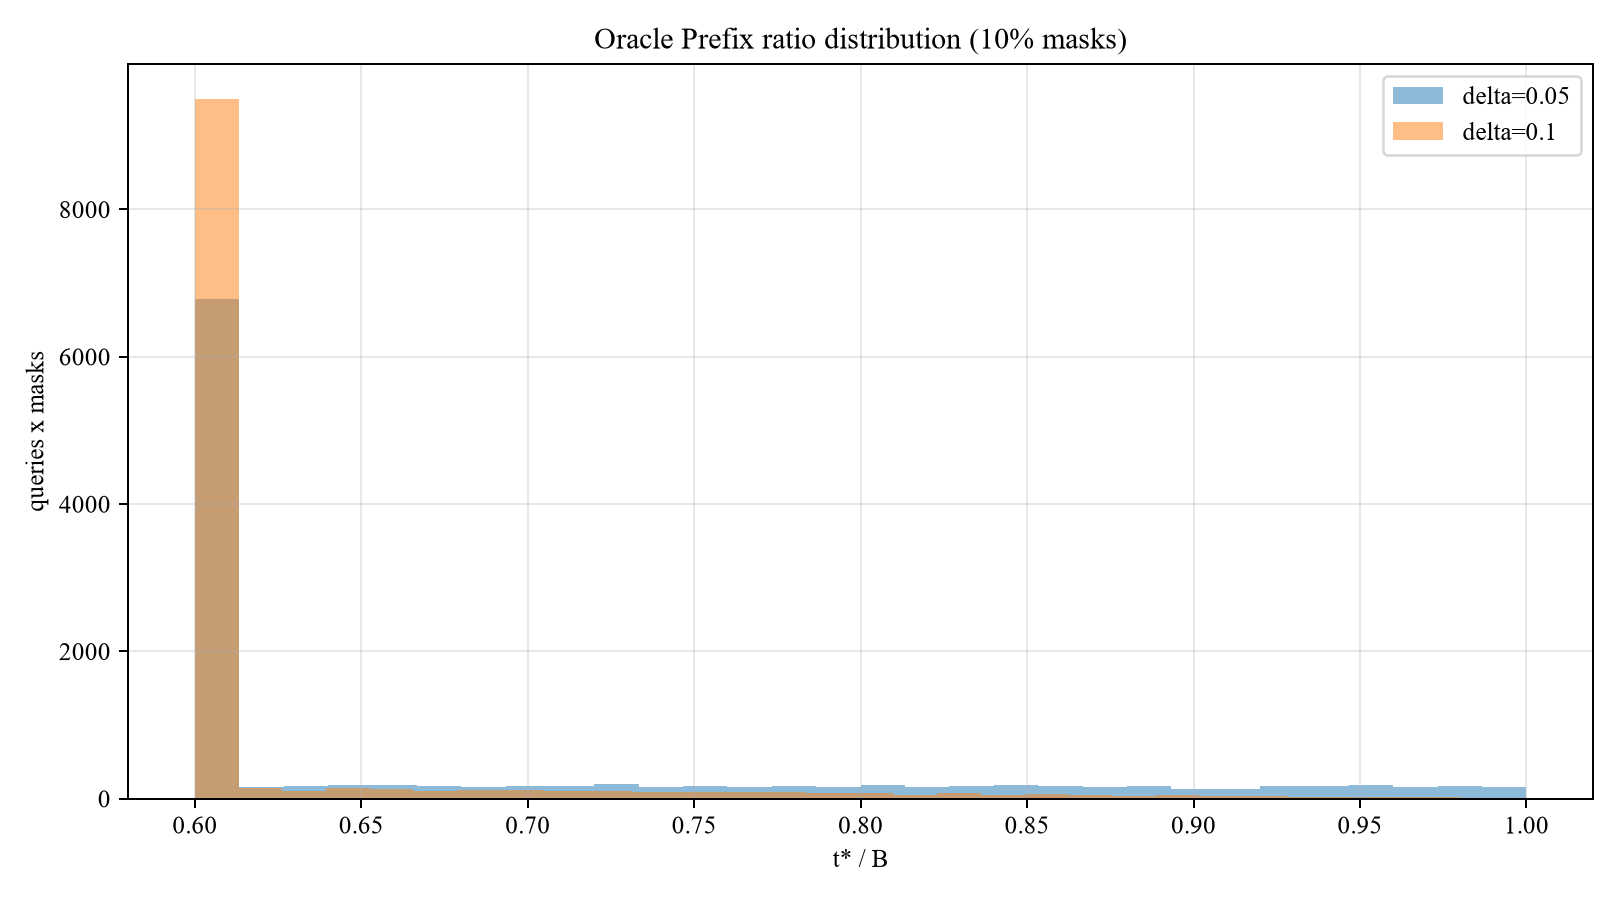 Oracle Prefix ratio distribution (10% masks)
delta=0.05
delta=0.1
queries x masks
8000
6000
4000
2000
0
0.60 0.65 0.70 0.75 0.80 0.85 0.90 0.95 1.00
t* / B